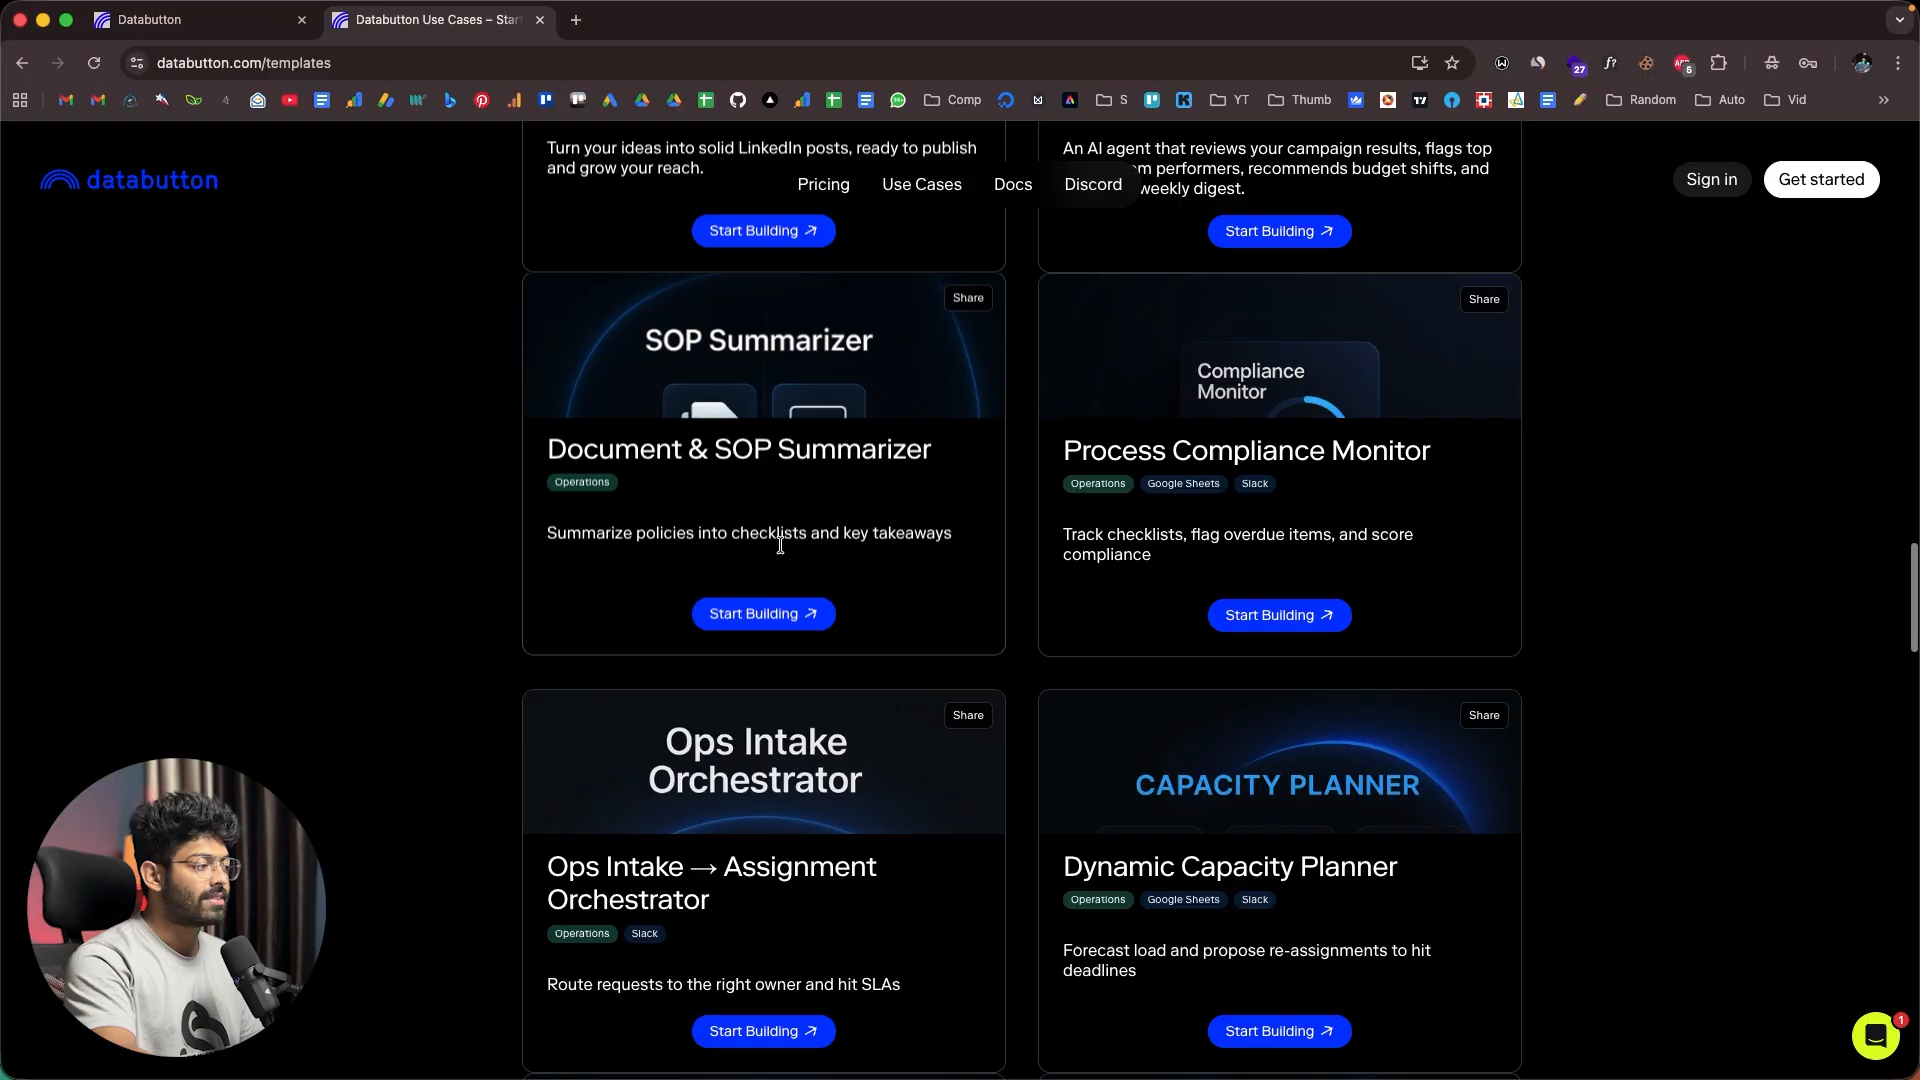 Databutton
Databutton Use Cases – Star
databutton.com/templates
27
f?
5
Comp
S
YT
Thumb
Random
Auto
Vid
databutton
Pricing
Use Cases
Docs
Discord
Sign in
Get started
Turn your ideas into solid LinkedIn posts, ready to publish
and grow your reach.
Start Building
An AI agent that reviews your campaign results, flags top
performers, recommends budget shifts, and
weekly digest.
Start Building
Share
SOP Summarizer
Document & SOP Summarizer
Operations
Summarize policies into checklists and key takeaways
Start Building
Share
Compliance
Monitor
Process Compliance Monitor
Operations
Google Sheets
Slack
Track checklists, flag overdue items, and score
compliance
Start Building
Share
Ops Intake
Orchestrator
Ops Intake → Assignment
Orchestrator
Operations
Slack
Route requests to the right owner and hit SLAs
Start Building
Share
CAPACITY PLANNER
Dynamic Capacity Planner
Operations
Google Sheets
Slack
Forecast load and propose re-assignments to hit
deadlines
Start Building
1